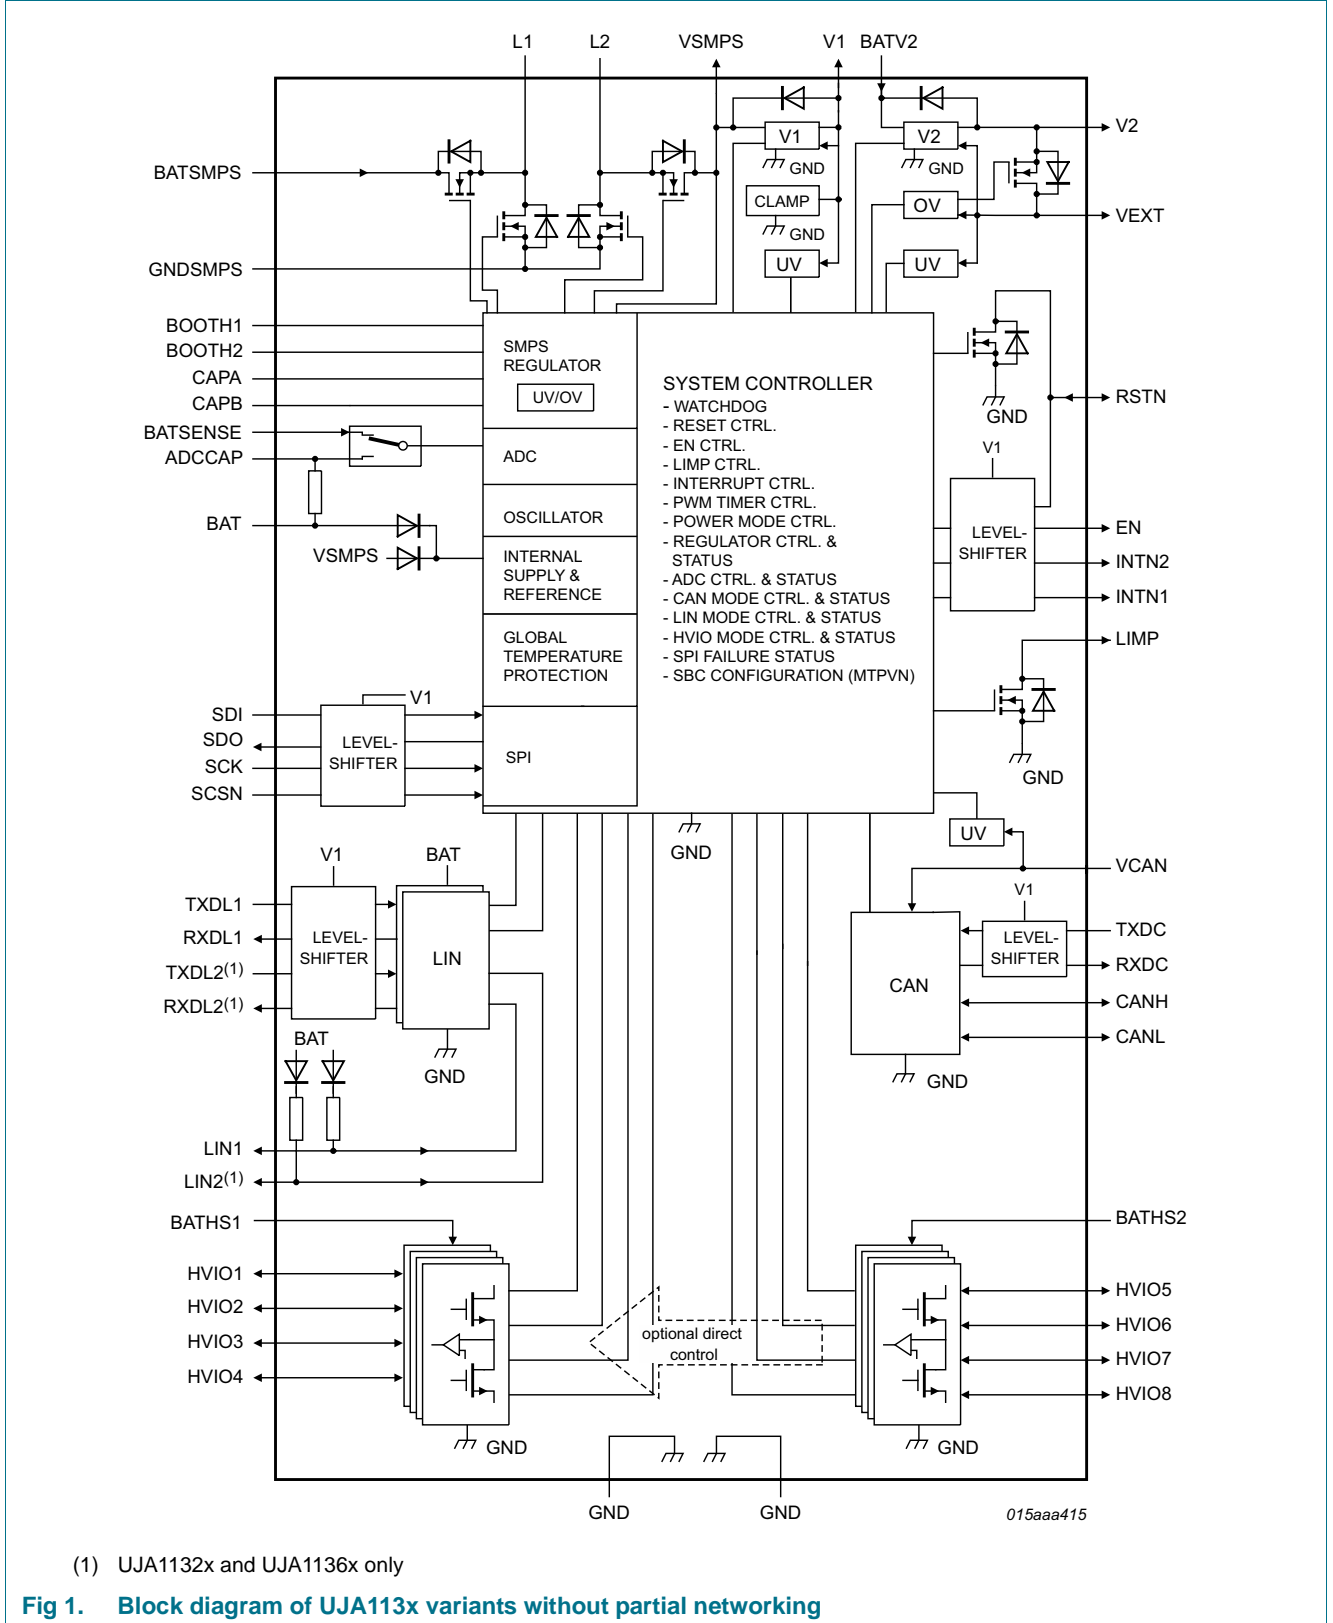 L1 L2 VSMPS V1 BATV2
V2
V1
V2
GND
GND
BATSMPS
CLAMP
OV
VEXT
GND
UV
UV
GNDSMPS
BOOTH1
BOOTH2
CAPA
CAPB
BATSENSE
ADCCAP
BAT
VSMPS
SMPS
REGULATOR
UV/OV
ADC
OSCILLATOR
INTERNAL
SUPPLY &
REFERENCE
GLOBAL
TEMPERATURE
PROTECTION
SPI
SYSTEM CONTROLLER
- WATCHDOG
- RESET CTRL.
- EN CTRL.
- LIMP CTRL.
- INTERRUPT CTRL.
- PWM TIMER CTRL.
- POWER MODE CTRL.
- REGULATOR CTRL. &
STATUS
- ADC CTRL. & STATUS
- CAN MODE CTRL. & STATUS
- LIN MODE CTRL. & STATUS
- HVIO MODE CTRL. & STATUS
- SPI FAILURE STATUS
- SBC CONFIGURATION (MTPVN)
GND
RSTN
V1
LEVEL-
SHIFTER
EN
INTN2
INTN1
LIMP
GND
V1
SDI
SDO
SCK
SCSN
LEVEL-
SHIFTER
GND
UV
VCAN
V1
BAT
TXDL1
RXDL1
TXDL2(1)
RXDL2(1)
LEVEL-
SHIFTER
LIN
GND
BAT
V1
LEVEL-
SHIFTER
TXDC
RXDC
CANH
CANL
CAN
GND
LIN1
LIN2(1)
BATHS1
HVIO1
HVIO2
HVIO3
HVIO4
GND
optional direct
control
BATHS2
HVIO5
HVIO6
HVIO7
HVIO8
GND
GND
GND
015aaa415
(1) UJA1132x and UJA1136x only
Fig 1. Block diagram of UJA113x variants without partial networking